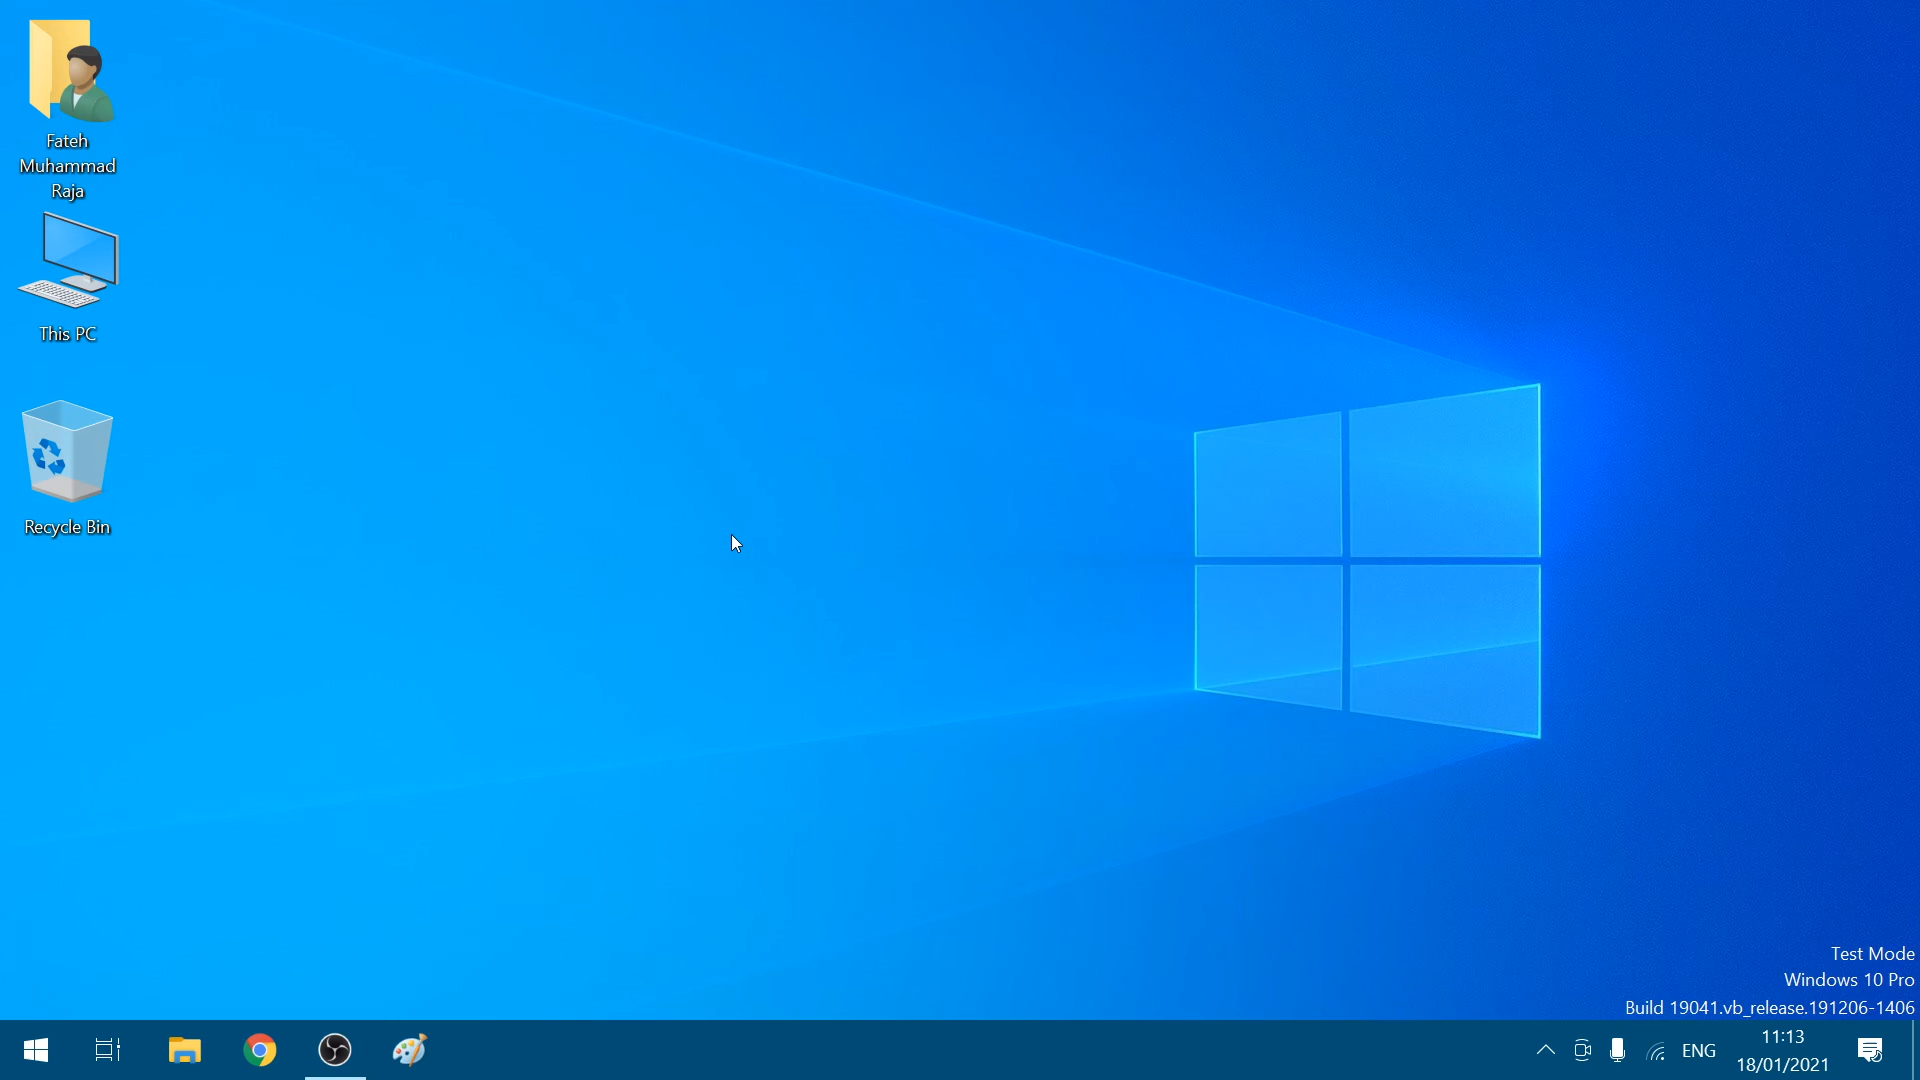 Fateh
Muhammad
Raja
This PC
Recycle Bin
Test Mode
Windows 10 Pro
Build 19041.vb_release.191206-1406
ENG
11:13
18/01/2021